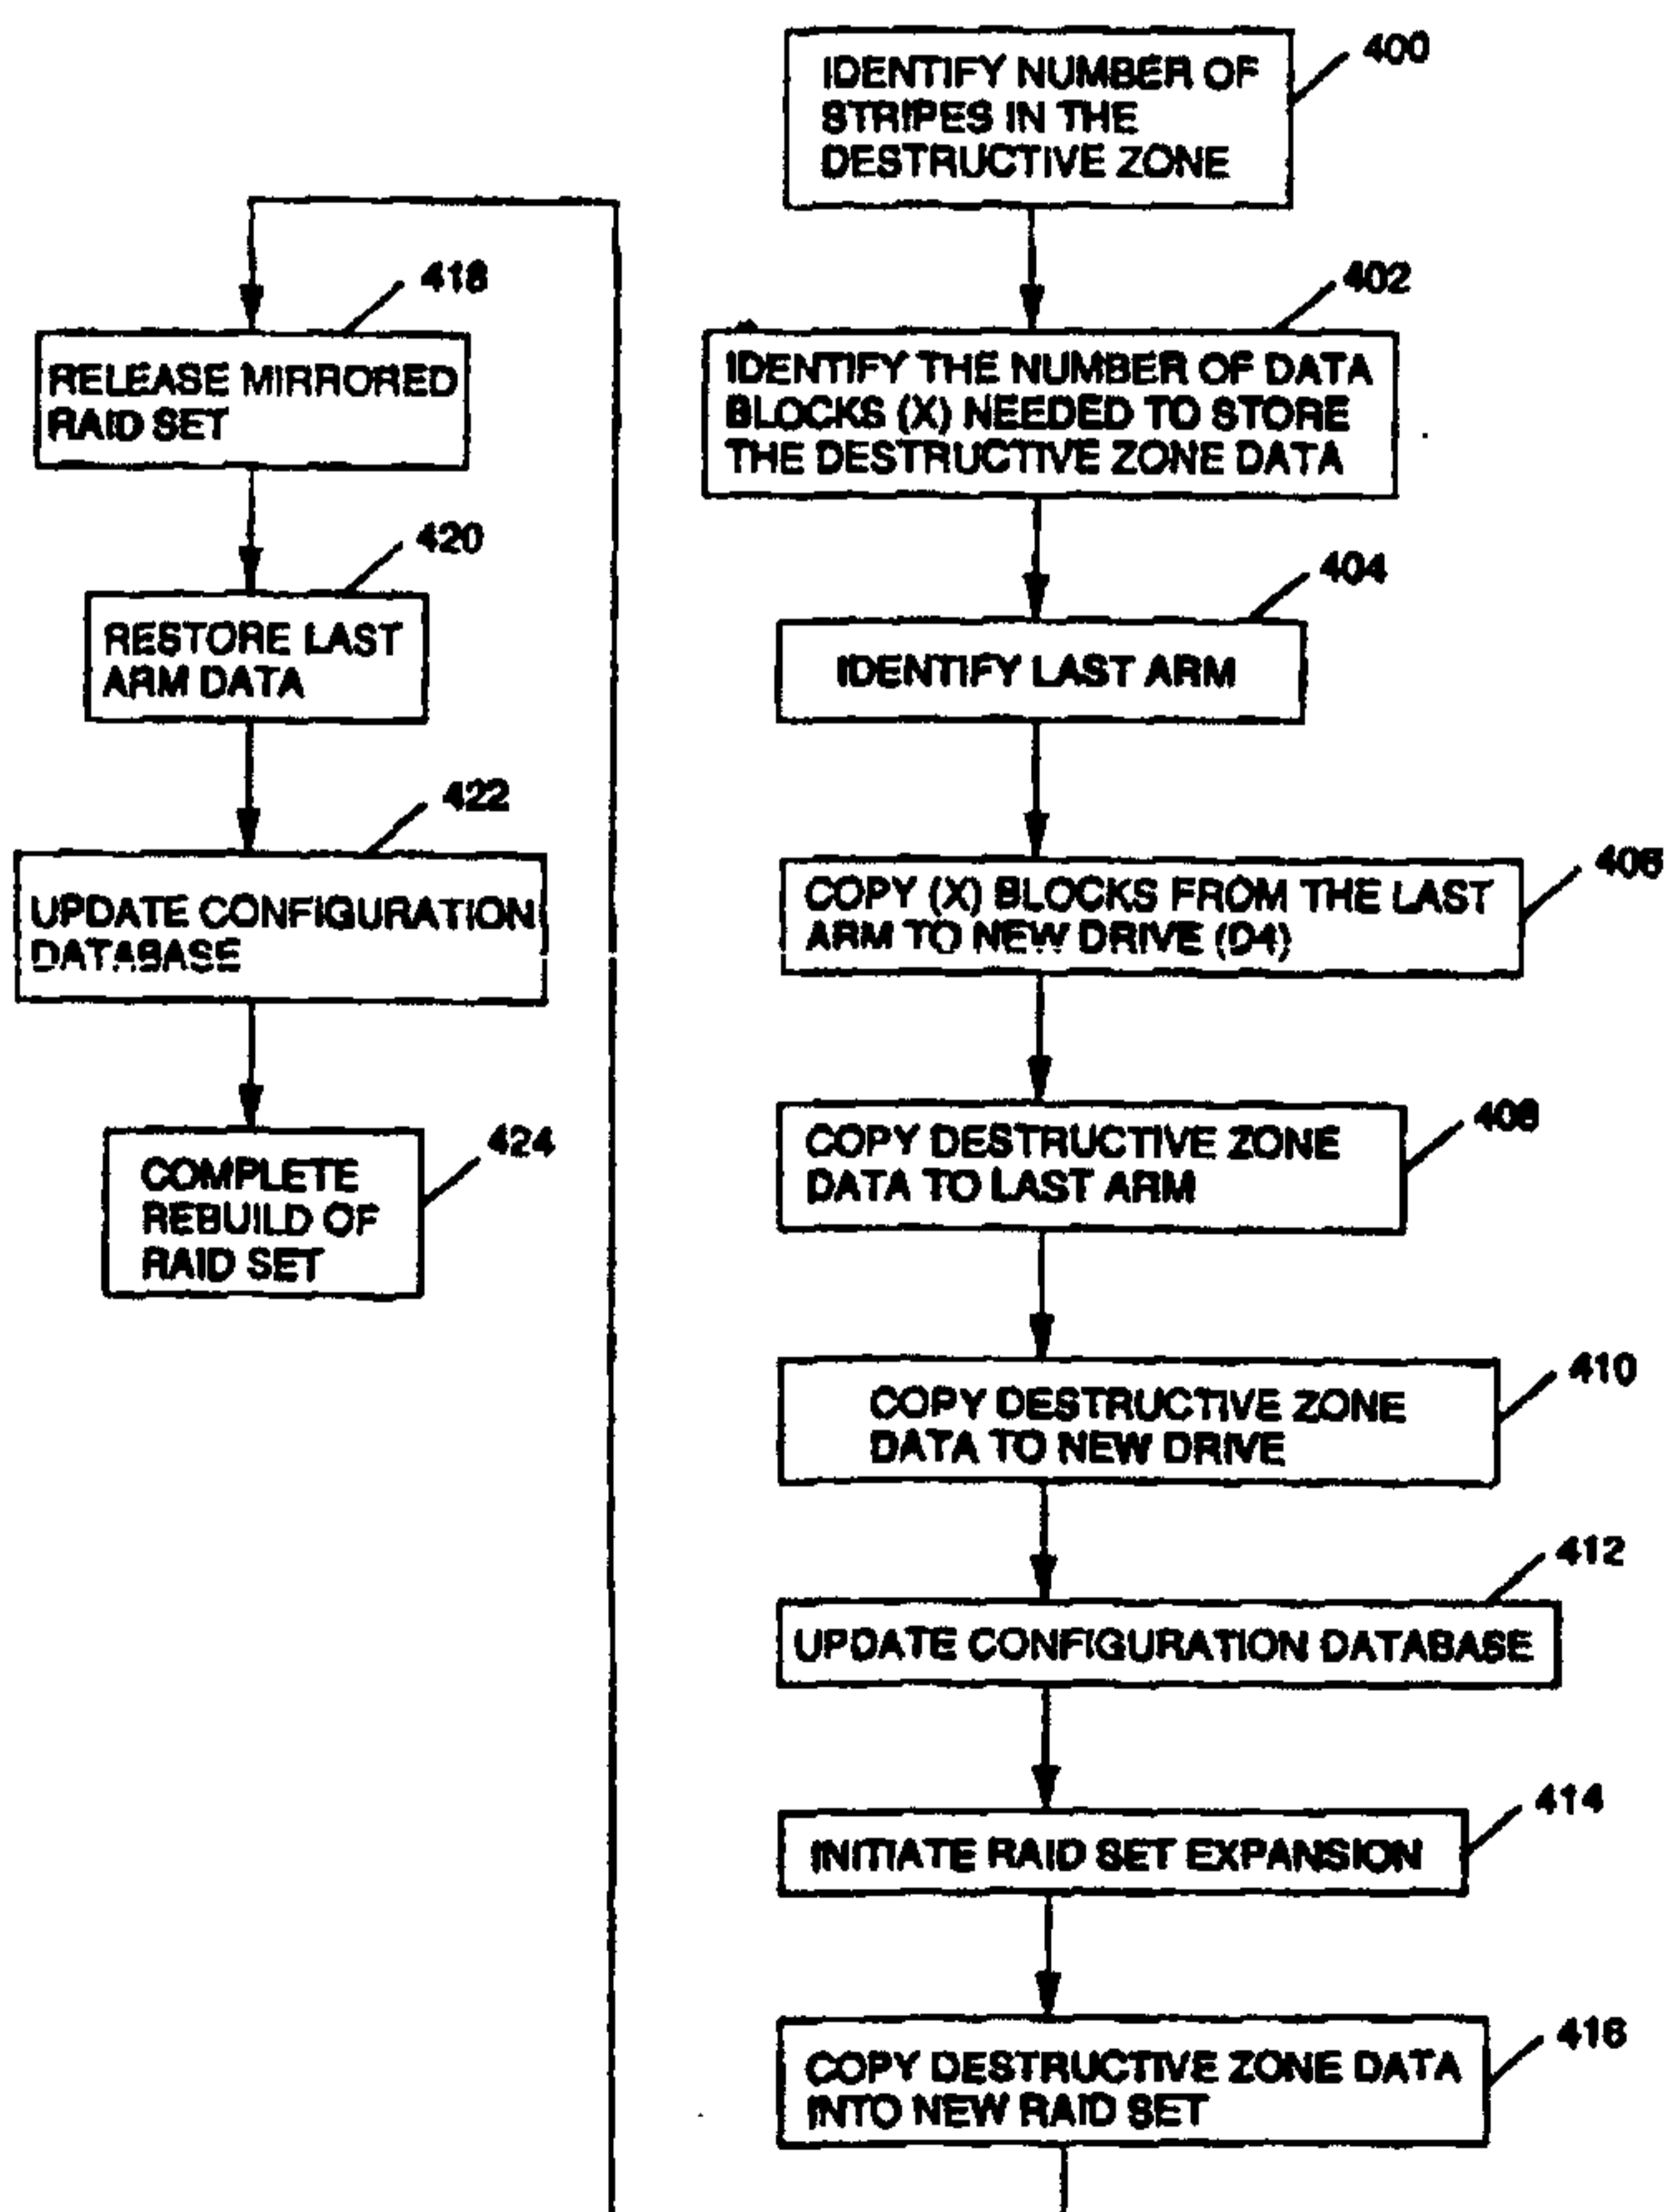 400
IDENTIFY NUMBER OF
STRIPES IN THE
DESTRUCTIVE ZONE
402
IDENTIFY THE NUMBER OF DATA
BLOCKS (X) NEEDED TO STORE
THE DESTRUCTIVE ZONE DATA
404
IDENTIFY LAST ARM
406
COPY (X) BLOCKS FROM THE LAST
ARM TO NEW DRIVE (D4)
408
COPY DESTRUCTIVE ZONE
DATA TO LAST ARM
410
COPY DESTRUCTIVE ZONE
DATA TO NEW DRIVE
412
UPDATE CONFIGURATION DATABASE
414
INITIATE RAID SET EXPANSION
416
COPY DESTRUCTIVE ZONE DATA
INTO NEW RAID SET
418
RELEASE MIRRORED
RAID SET
420
RESTORE LAST
ARM DATA
422
UPDATE CONFIGURATION
DATABASE
424
COMPLETE
REBUILD OF
RAID SET